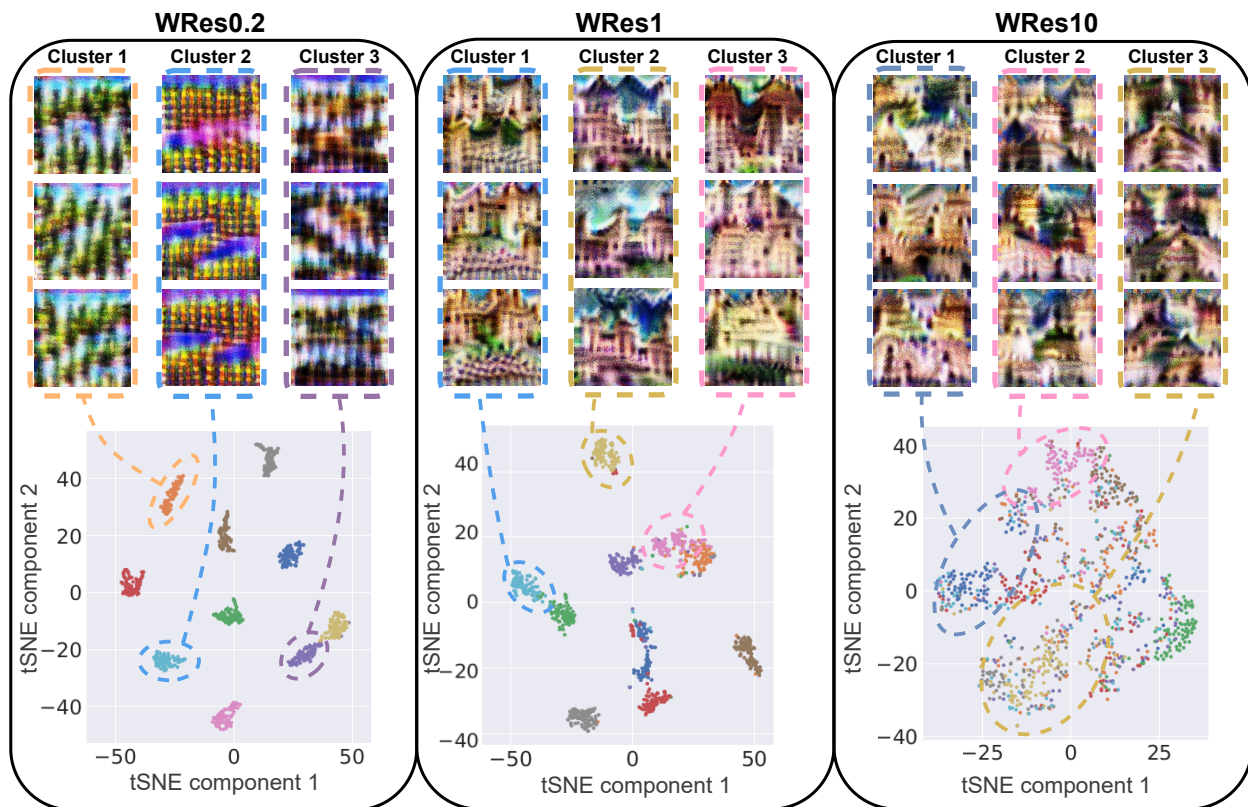 WRes0.2
Cluster 1 Cluster 2 Cluster 3
tSNE component 2
40
20
0
−20
−40
−50 0 50
tSNE component 1
WRes1
Cluster 1 Cluster 2 Cluster 3
tSNE component 2
40
20
0
−20
−40
−50 0 50
tSNE component 1
WRes10
Cluster 1 Cluster 2 Cluster 3
tSNE component 2
40
20
0
−20
−40
−25 0 25
tSNE component 1